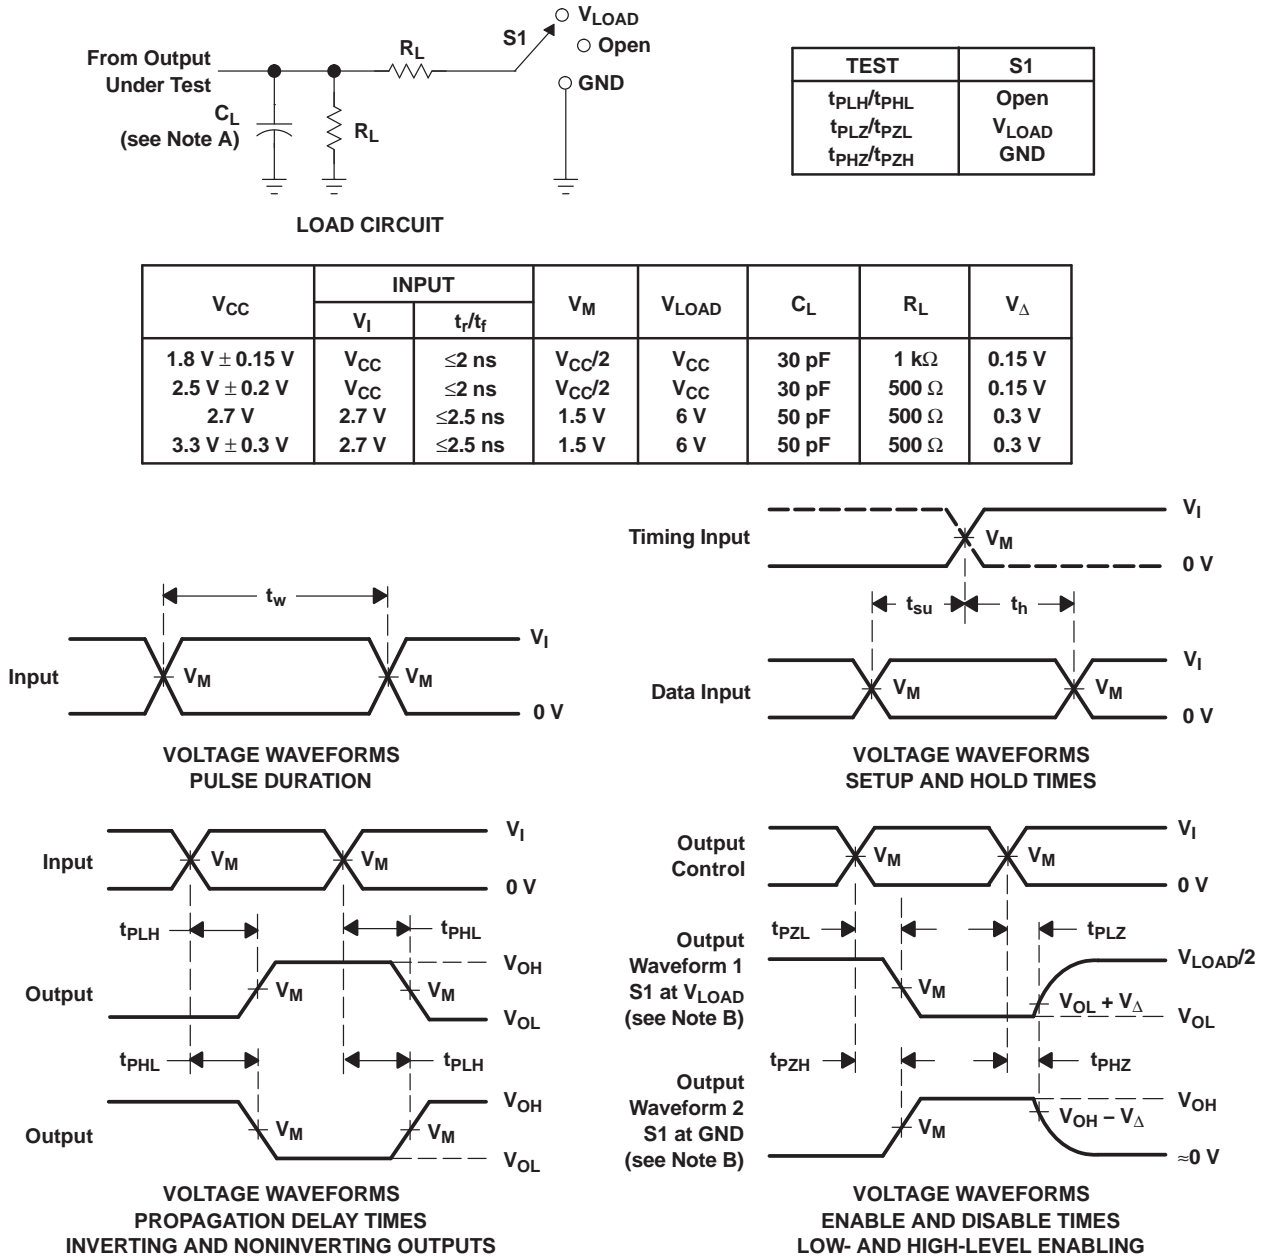 From Output
Under Test
C_L
(see Note A)
R_L
R_L
S1
V_LOAD
Open
GND
LOAD CIRCUIT
TEST S1
t_PLH/t_PHL Open
t_PLZ/t_PZL V_LOAD
t_PHZ/t_PZH GND
V_CC INPUT V_M V_LOAD C_L R_L V_Δ
V_I t_r/t_f
1.8 V ± 0.15 V V_CC ≤2 ns V_CC/2 V_CC 30 pF 1 kΩ 0.15 V
2.5 V ± 0.2 V V_CC ≤2 ns V_CC/2 V_CC 30 pF 500 Ω 0.15 V
2.7 V 2.7 V ≤2.5 ns 1.5 V 6 V 50 pF 500 Ω 0.3 V
3.3 V ± 0.3 V 2.7 V ≤2.5 ns 1.5 V 6 V 50 pF 500 Ω 0.3 V
t_w
Input V_M V_M V_I
0 V
VOLTAGE WAVEFORMS
PULSE DURATION
Timing Input V_M V_I
0 V
t_su t_h
Data Input V_M V_M V_I
0 V
VOLTAGE WAVEFORMS
SETUP AND HOLD TIMES
Input V_M V_M V_I
0 V
t_PLH t_PHL
Output V_M V_M V_OH
V_OL
t_PHL t_PLH
Output V_M V_M V_OH
V_OL
VOLTAGE WAVEFORMS
PROPAGATION DELAY TIMES
INVERTING AND NONINVERTING OUTPUTS
Output
Control
V_M V_M V_I
0 V
t_PZL t_PLZ
Output
Waveform 1
S1 at V_LOAD
(see Note B)
V_M V_OL + V_Δ V_LOAD/2
V_OL
t_PZH t_PHZ
Output
Waveform 2
S1 at GND
(see Note B)
V_M V_OH – V_Δ V_OH
≈0 V
VOLTAGE WAVEFORMS
ENABLE AND DISABLE TIMES
LOW- AND HIGH-LEVEL ENABLING